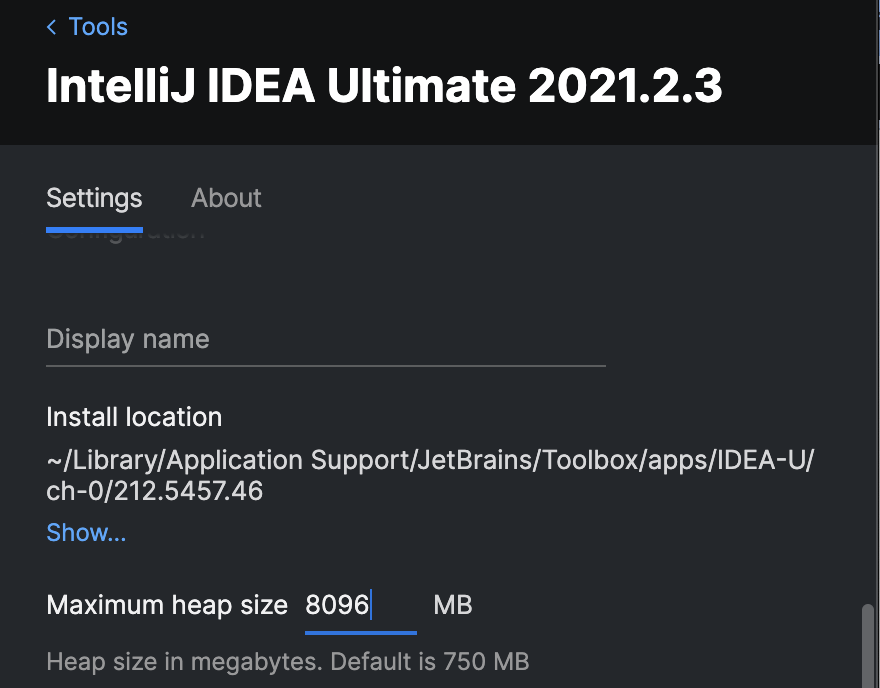 < Tools
IntelliJ IDEA Ultimate 2021.2.3
Settings About
Configuration
Display name
Install location
~/Library/Application Support/JetBrains/Toolbox/apps/IDEA-U/
ch-0/212.5457.46
Show...
Maximum heap size 8096 MB
Heap size in megabytes. Default is 750 MB